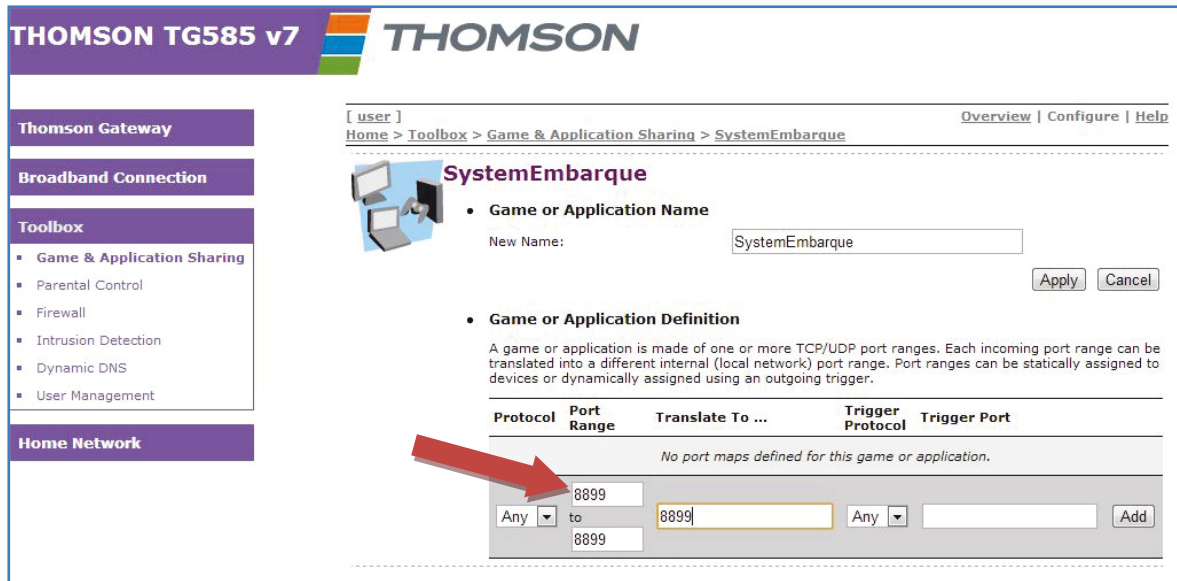 THOMSON TG585 v7
THOMSON
Thomson Gateway
Broadband Connection
Toolbox
Game & Application Sharing
Parental Control
Firewall
Intrusion Detection
Dynamic DNS
User Management
Home Network
[ user ]
Overview | Configure | Help
Home > Toolbox > Game & Application Sharing > SystemEmbarque
SystemEmbarque
Game or Application Name
New Name: SystemEmbarque
Apply Cancel
Game or Application Definition
A game or application is made of one or more TCP/UDP port ranges. Each incoming port range can be
translated into a different internal (local network) port range. Port ranges can be statically assigned to
devices or dynamically assigned using an outgoing trigger.
Protocol Port Range Translate To ... Trigger Protocol Trigger Port
No port maps defined for this game or application.
8899
Any to 8899 Any Add
8899